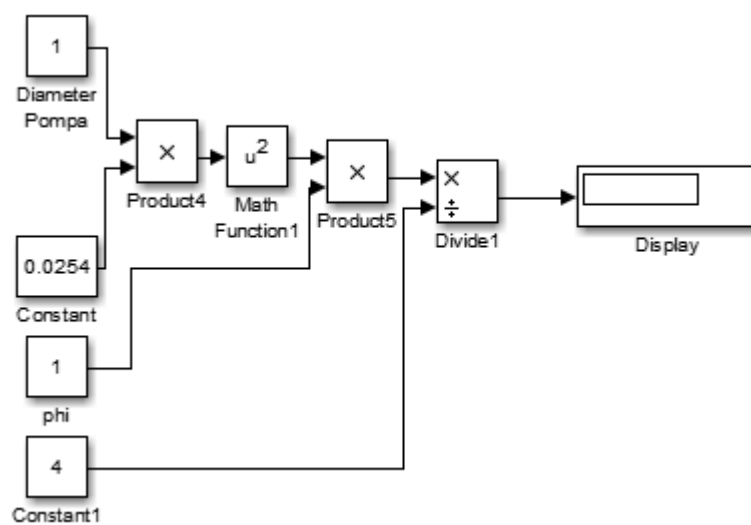 1
Diameter
Pompa
×
Product4
u²
Math
Function1
×
Product5
×
÷
Divide1
Display
0.0254
Constant
1
phi
4
Constant1